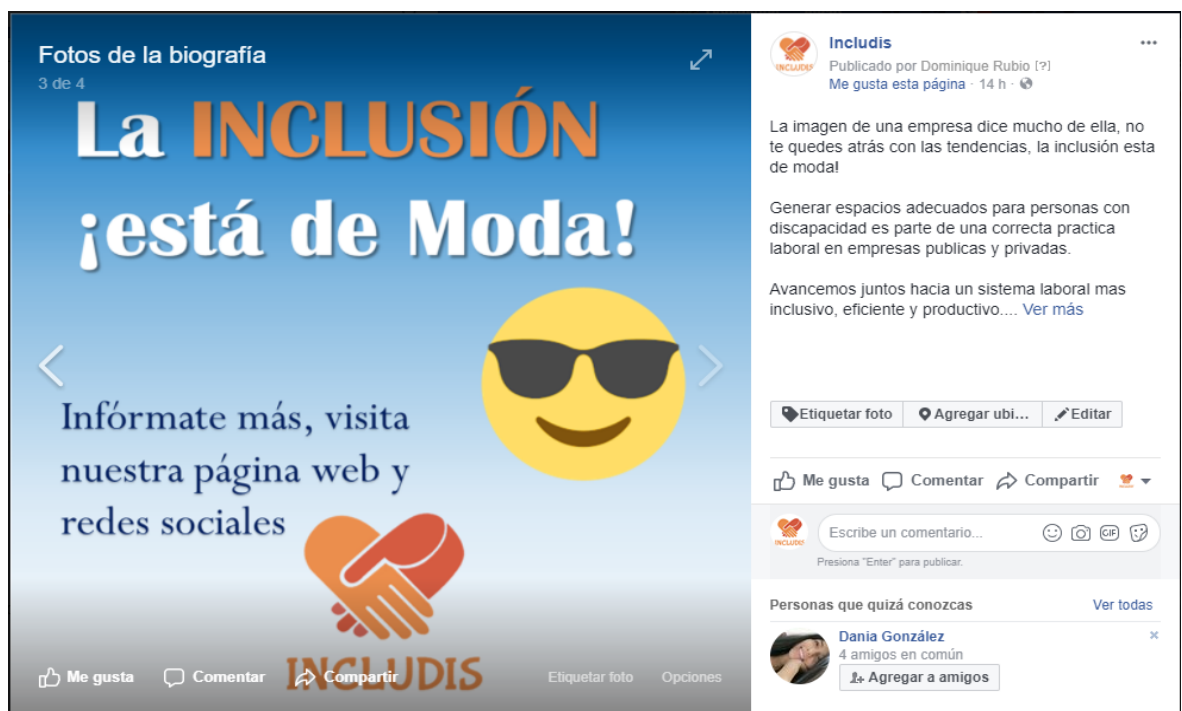 Fotos de la biografía
3 de 4
La INCLUSIÓN
¡está de Moda!
Infórmate más, visita
nuestra página web y
redes sociales
INCLUDIS
Me gusta Comentar Compartir Etiquetar foto Opciones
INCLUDIS
Includis
Publicado por Dominique Rubio [?]
Me gusta esta página · 14 h ·
La imagen de una empresa dice mucho de ella, no
te quedes atrás con las tendencias, la inclusión esta
de moda!
Generar espacios adecuados para personas con
discapacidad es parte de una correcta practica
laboral en empresas publicas y privadas.
Avancemos juntos hacia un sistema laboral mas
inclusivo, eficiente y productivo.... Ver más
Etiquetar foto Agregar ubi... Editar
Me gusta Comentar Compartir
INCLUDIS
Escribe un comentario... GIF
Presiona "Enter" para publicar.
Personas que quizá conozcas Ver todas
Dania González
4 amigos en común
Agregar a amigos